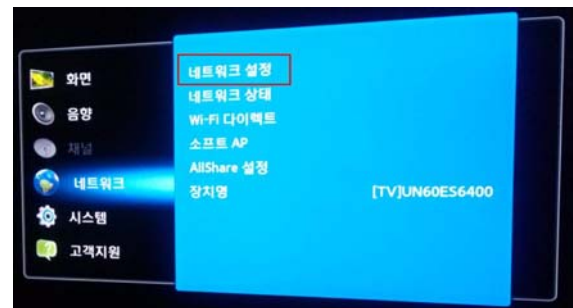 화면
음향
채널
네트워크
시스템
고객지원
네트워크 설정
네트워크 상태
Wi-Fi 다이렉트
소프트 AP
AllShare 설정
장치명 [TV]UN60ES6400